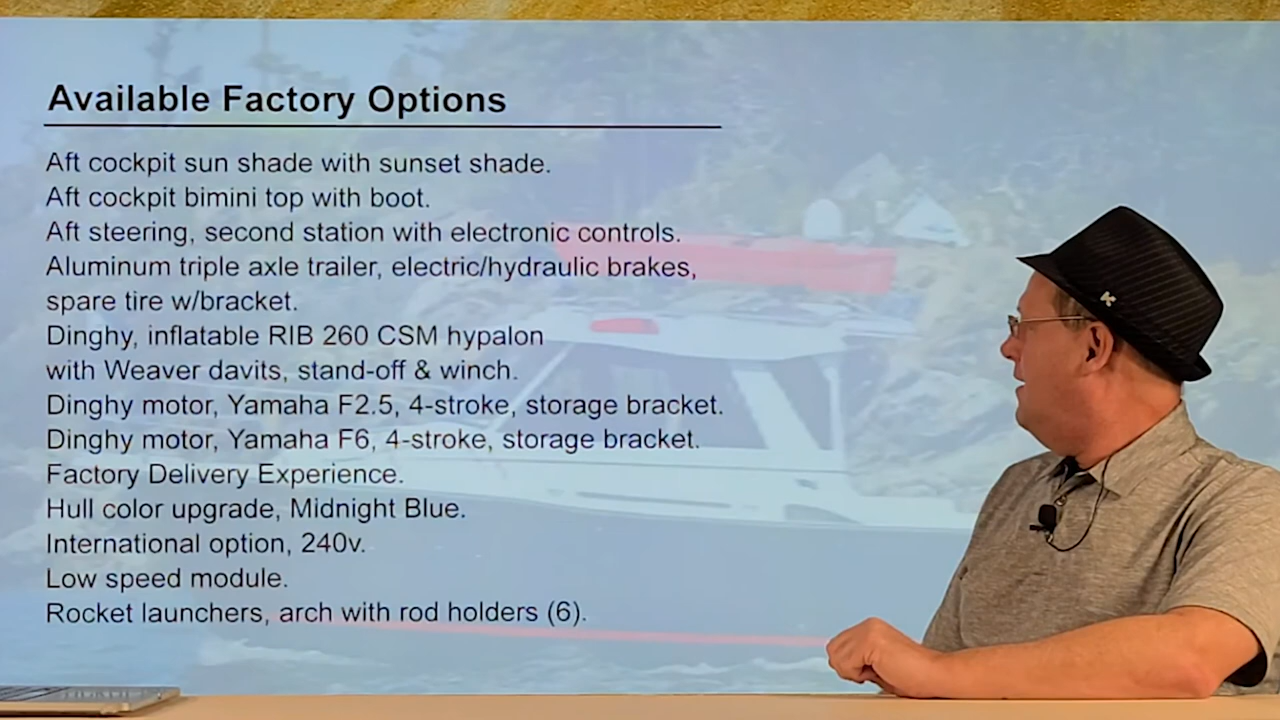 Available Factory Options
Aft cockpit sun shade with sunset shade.
Aft cockpit bimini top with boot.
Aft steering, second station with electronic controls.
Aluminum triple axle trailer, electric/hydraulic brakes,
spare tire w/bracket.
Dinghy, inflatable RIB 260 CSM hypalon
with Weaver davits, stand-off & winch.
Dinghy motor, Yamaha F2.5, 4-stroke, storage bracket.
Dinghy motor, Yamaha F6, 4-stroke, storage bracket.
Factory Delivery Experience.
Hull color upgrade, Midnight Blue.
International option, 240v.
Low speed module.
Rocket launchers, arch with rod holders (6).